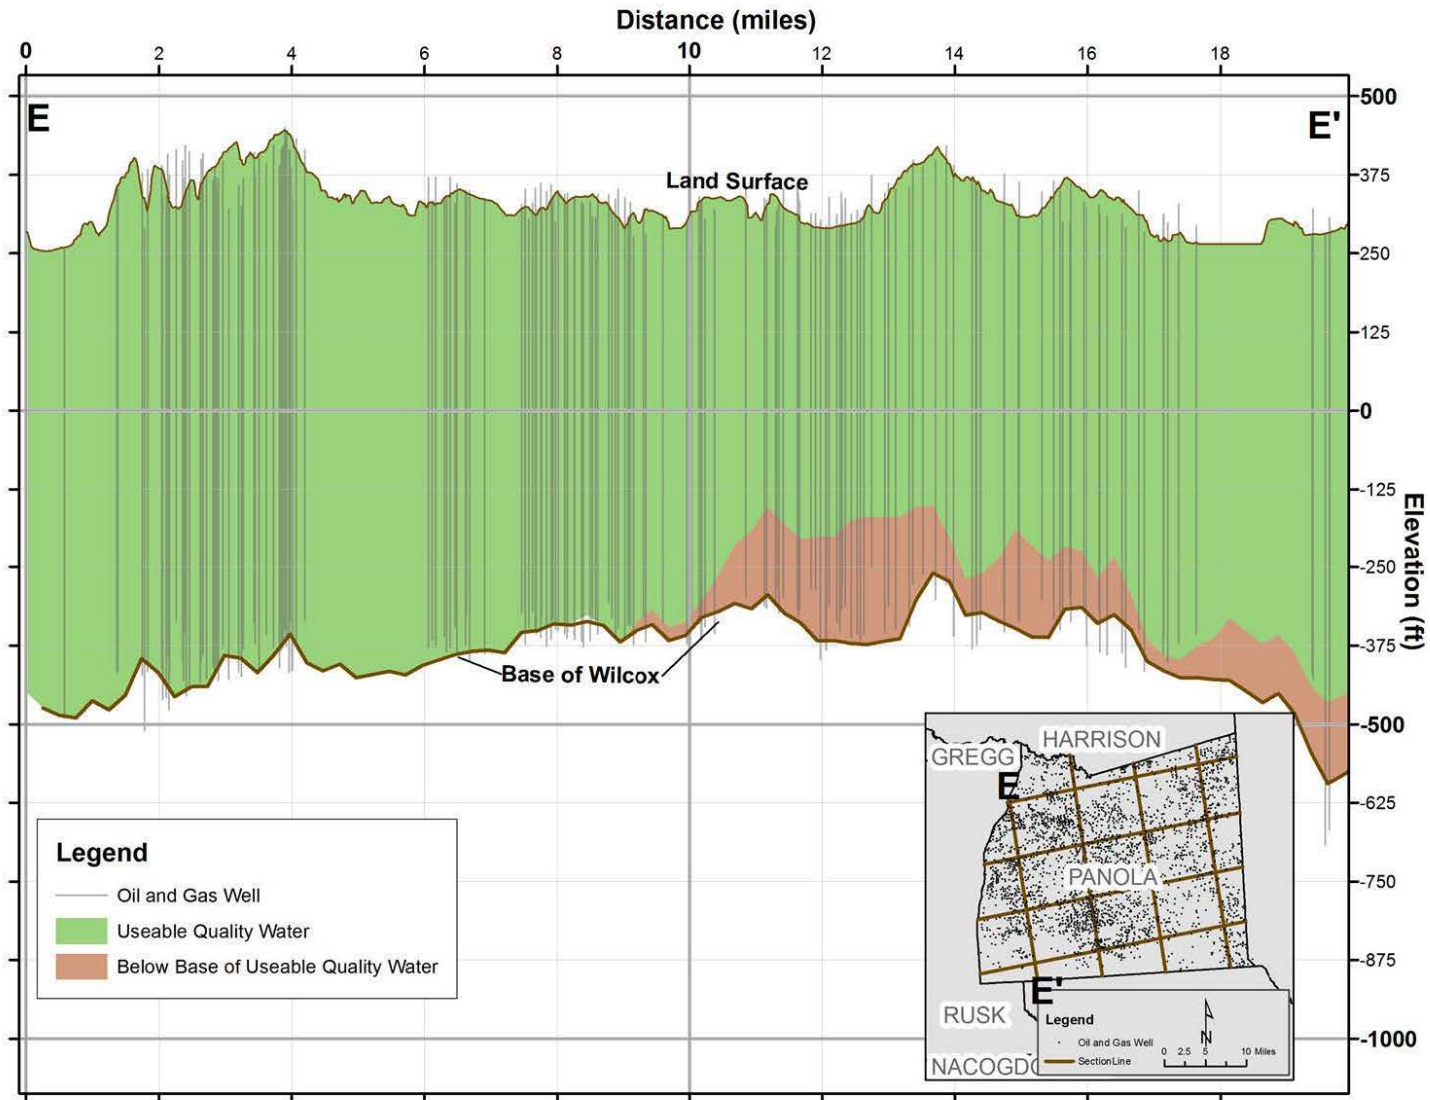 Distance (miles)
0 2 4 6 8 10 12 14 16 18
E
E'
Land Surface
Base of Wilcox
500
375
250
125
0
-125
-250
-375
-500
-625
-750
-875
-1000
Elevation (ft)
Legend
Oil and Gas Well
Useable Quality Water
Below Base of Useable Quality Water
HARRISON
GREGG
E
PANOLA
E'
RUSK
NACOGDO
Legend
Oil and Gas Well
SectionLine
N
0 2.5 5 10 Miles